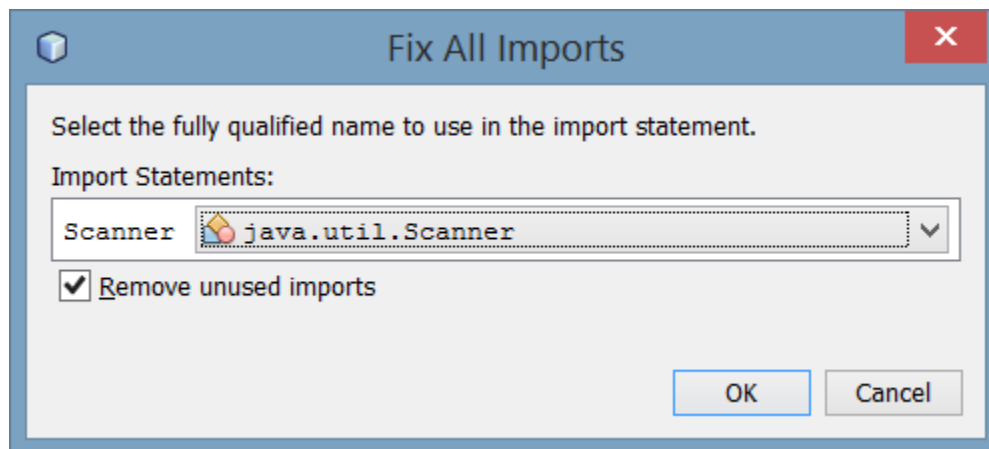 Fix All Imports
Select the fully qualified name to use in the import statement.
Import Statements:
Scanner java.util.Scanner
Remove unused imports
OK Cancel